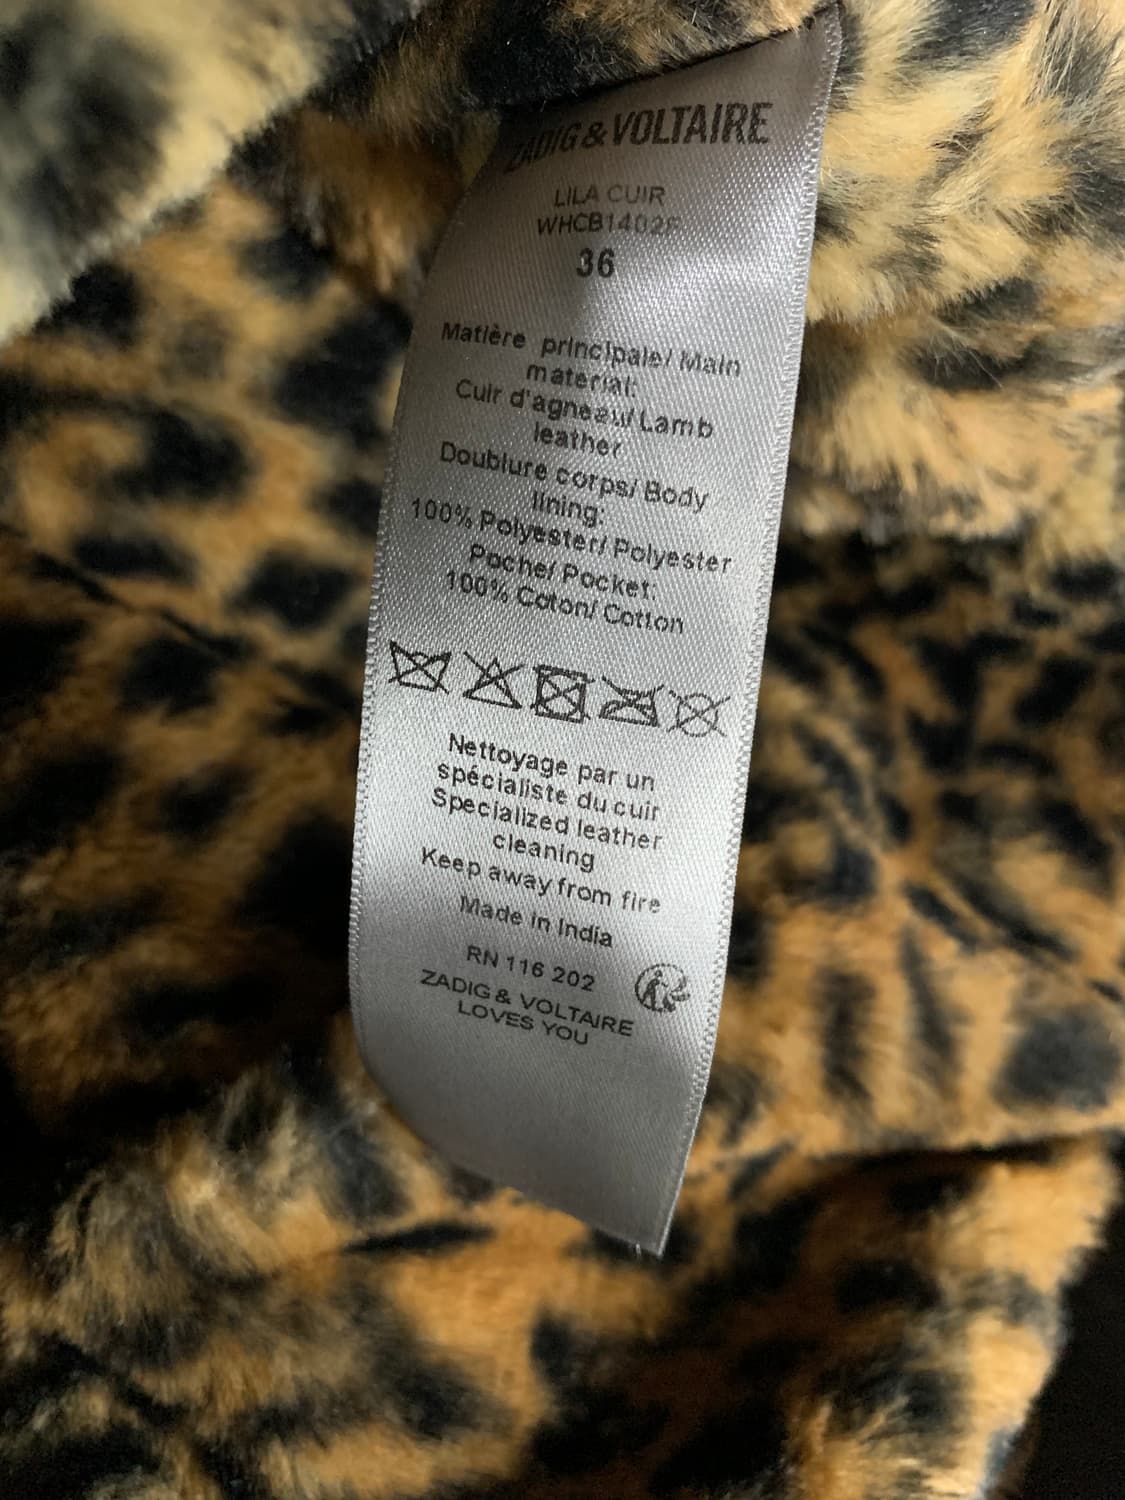 ZADIG & VOLTAIRE
LILA CUIR
WHCB1402F
36
Matière principale/ Main
material:
Cuir d'agneau/ Lamb
leather
Doublure corps/ Body
lining:
100% Polyester/ Polyester
Poche/ Pocket:
100% Coton/ Cotton
Nettoyage par un
spécialiste du cuir
Specialized leather
cleaning
Keep away from fire
Made in India
RN 116 202
ZADIG & VOLTAIRE
LOVES YOU